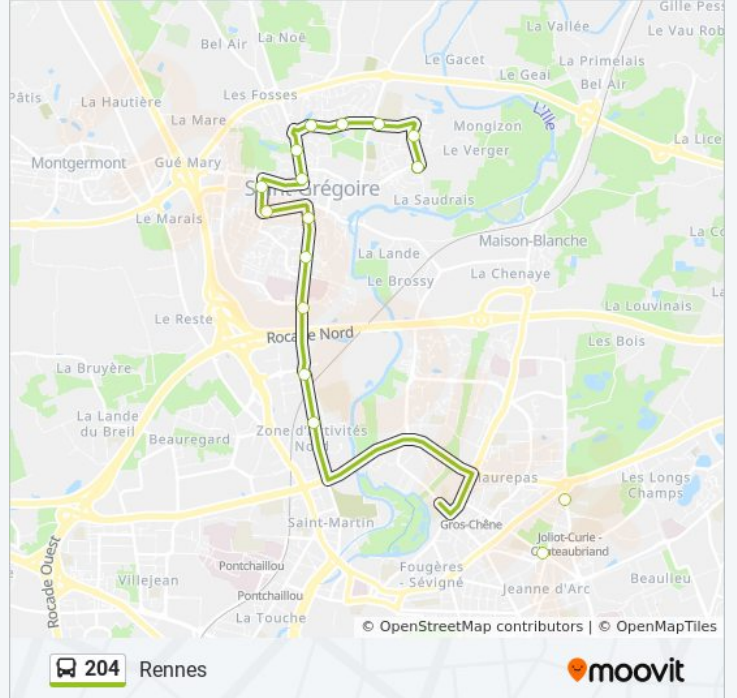 Gille Pess
La Vallée
Le Vau Rob
La Noë
Bel Air
Le Gacet
La Primelais
Le Geai
Bel Air
Pâtis
La Hautière
Les Fosses
L'Ille
La Mare
Mongizon
La Lice
Montgermont
Gué Mary
Le Verger
Saint-Grégoire
La Saudrais
Le Marais
Maison-Blanche
La Lande
La Chenaye
Le Brossy
La Louvinais
Le Reste
Rocade Nord
Les Bois
La Bruyère
La Lande
du Breil
Zone d'Activités
Nord
Beauregard
Maurepas
Les Longs
Champs
Saint-Martin
Gros-Chêne
Joliot-Curie -
Chateaubriand
Rocade Ouest
Pontchaillou
Fougères
- Sévigné
Villejean
Beaulieu
Jeanne d'Arc
Pontchaillou
La Touche
© OpenStreetMap contributors | © OpenMapTiles
204 Rennes
moovit